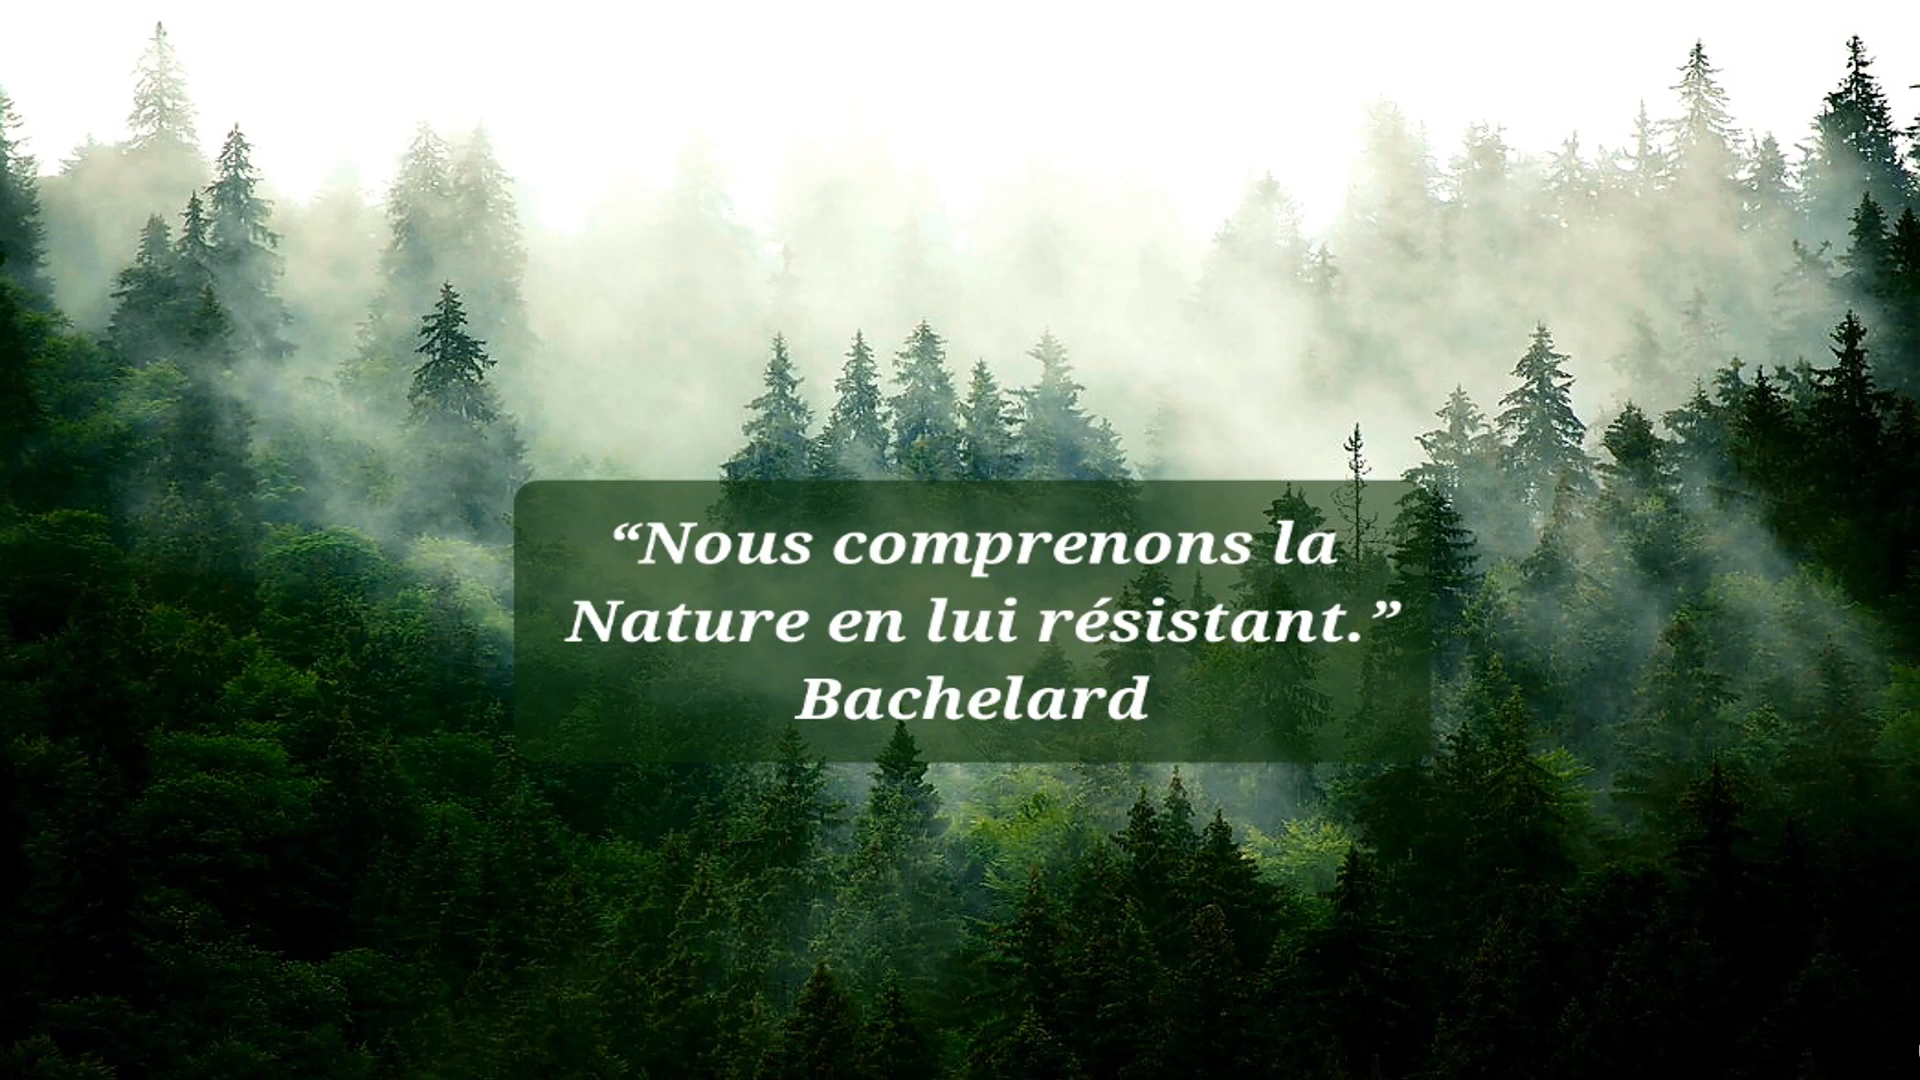 “Nous comprenons la
Nature en lui résistant.”
Bachelard